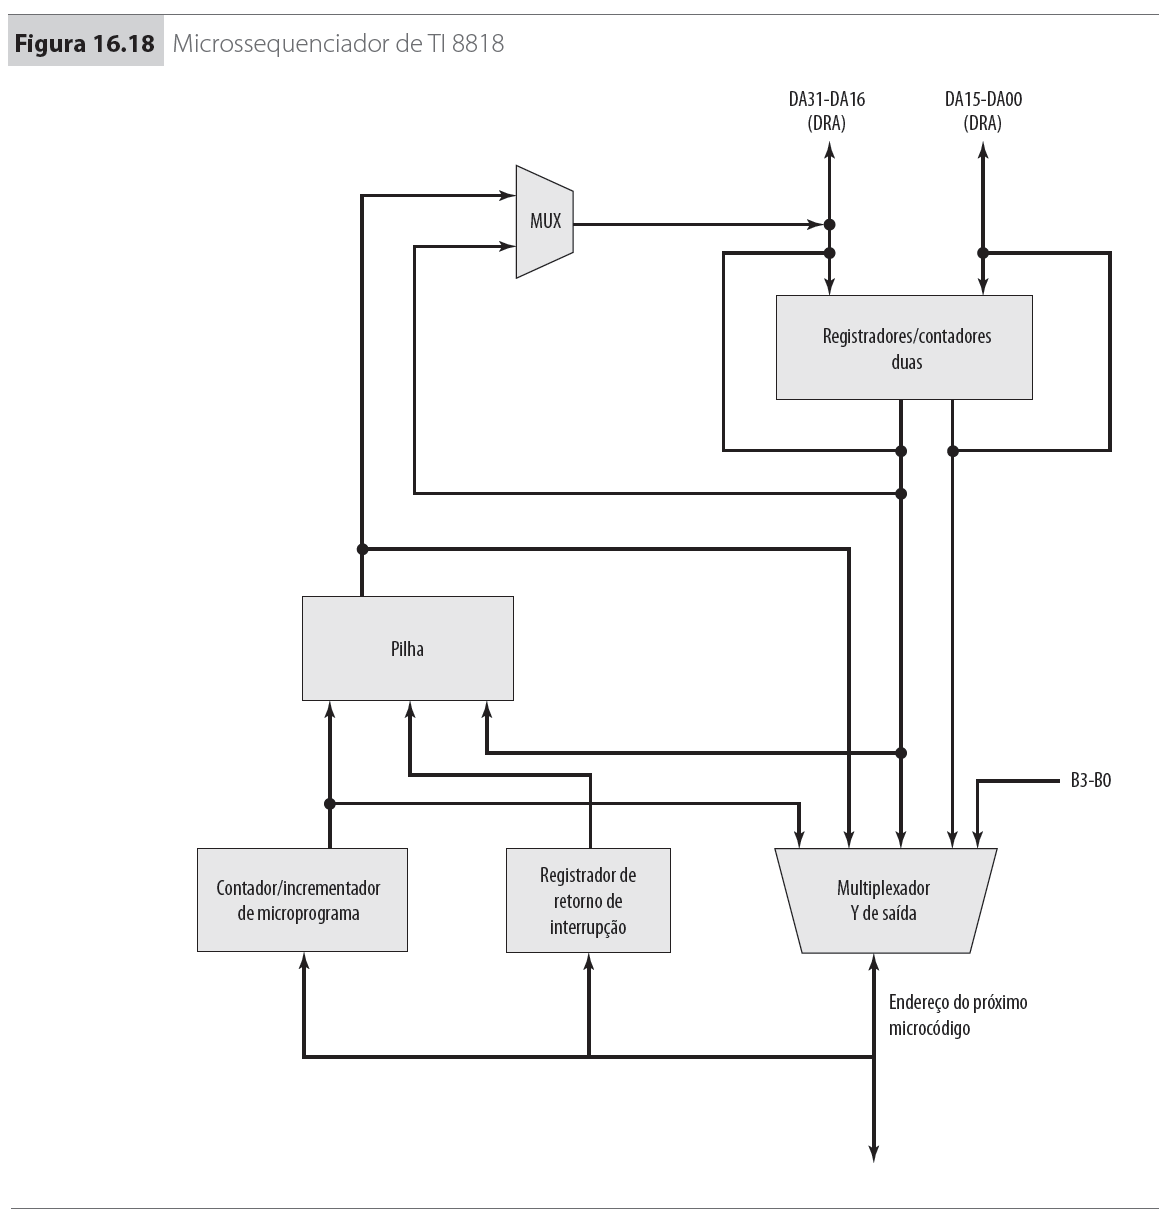 Figura 16.18 Microssequenciador de TI 8818
DA31-DA16
(DRA)
DA15-DA00
(DRA)
MUX
Registradores/contadores
duas
Pilha
B3-B0
Contador/incrementador
de microprograma
Registrador de
retorno de
interrupção
Multiplexador
Y de saída
Endereço do próximo
microcódigo